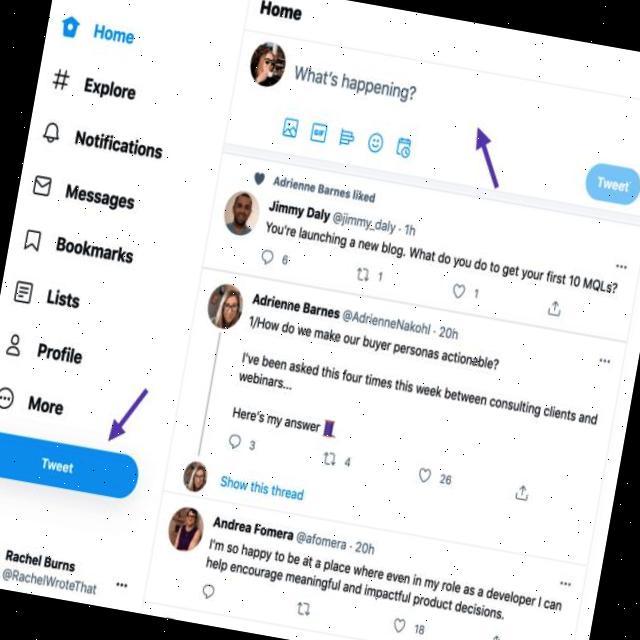 Home
Home
What's happening?
Explore
GIF
Tweet
Notifications
Adrienne Barnes liked
Jimmy Daly @jimmy_daly · 1h
You're launching a new blog. What do you do to get your first 10 MQLs?
6
1
1
Messages
Bookmarks
Adrienne Barnes @AdrienneNakohl · 20h
1/How do we make our buyer personas actionable?
I've been asked this four times this week between consulting clients and
webinars...
Here's my answer
3
4
26
Show this thread
Lists
Profile
More
Tweet
Andrea Fomera @afomera · 20h
I'm so happy to be at a place where even in my role as a developer I can
help encourage meaningful and impactful product decisions.
18
Rachel Burns
@RachelWroteThat